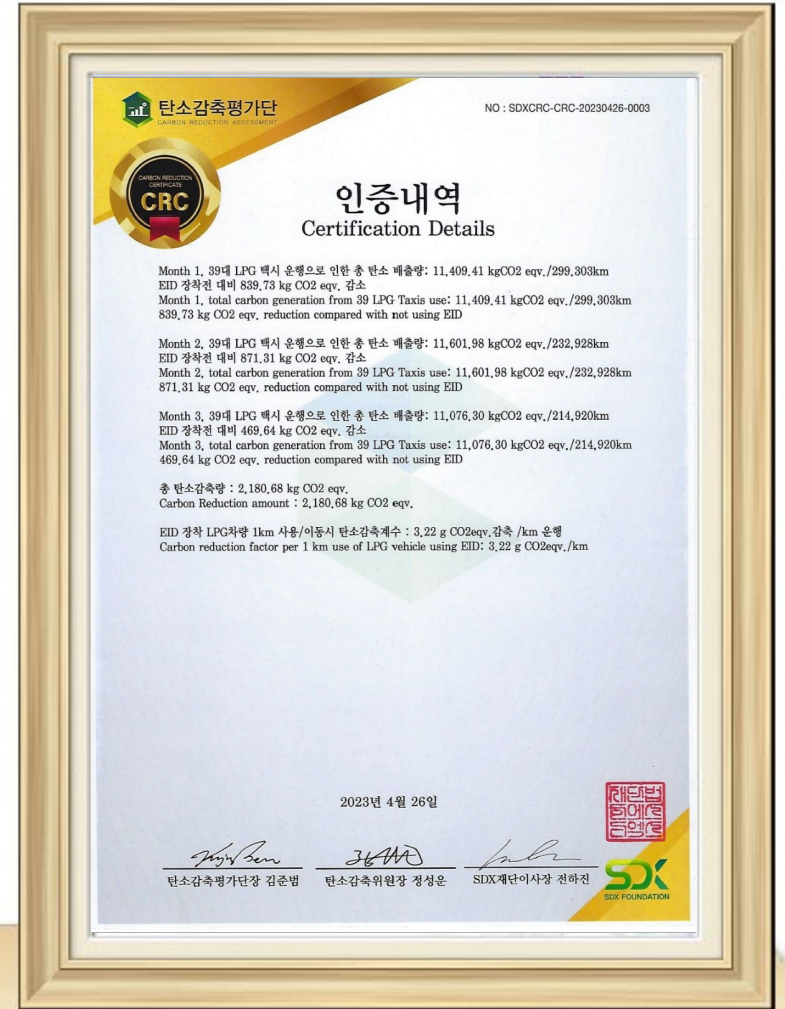 탄소감축평가단
CARBON REDUCTION ASSESSMENT
NO : SDXCRC-CRC-20230426-0003
CARBON REDUCTION
CERTIFICATE
CRC
인증내역
Certification Details
Month 1, 39대 LPG 택시 운행으로 인한 총 탄소 배출량: 11,409.41 kgCO2 eqv./299,303km
EID 장착전 대비 839.73 kg CO2 eqv. 감소
Month 1, total carbon generation from 39 LPG Taxis use: 11,409.41 kgCO2 eqv./299,303km
839.73 kg CO2 eqv. reduction compared with not using EID
Month 2, 39대 LPG 택시 운행으로 인한 총 탄소 배출량: 11,601.98 kgCO2 eqv./232,928km
EID 장착전 대비 871.31 kg CO2 eqv. 감소
Month 2, total carbon generation from 39 LPG Taxis use: 11,601.98 kgCO2 eqv./232,928km
871.31 kg CO2 eqv. reduction compared with not using EID
Month 3, 39대 LPG 택시 운행으로 인한 총 탄소 배출량: 11,076.30 kgCO2 eqv./214,920km
EID 장착전 대비 469.64 kg CO2 eqv. 감소
Month 3, total carbon generation from 39 LPG Taxis use: 11,076.30 kgCO2 eqv./214,920km
469.64 kg CO2 eqv. reduction compared with not using EID
총 탄소감축량 : 2,180.68 kg CO2 eqv.
Carbon Reduction amount : 2,180.68 kg CO2 eqv.
EID 장착 LPG차량 1km 사용/이동시 탄소감축계수 : 3.22 g CO2eqv.감축 /km 운행
Carbon reduction factor per 1 km use of LPG vehicle using EID: 3.22 g CO2eqv./km
2023년 4월 26일
탄소감축평가단장 김준범
탄소감축위원장 정성운
SDX재단이사장 전하진
SDX
SDX FOUNDATION